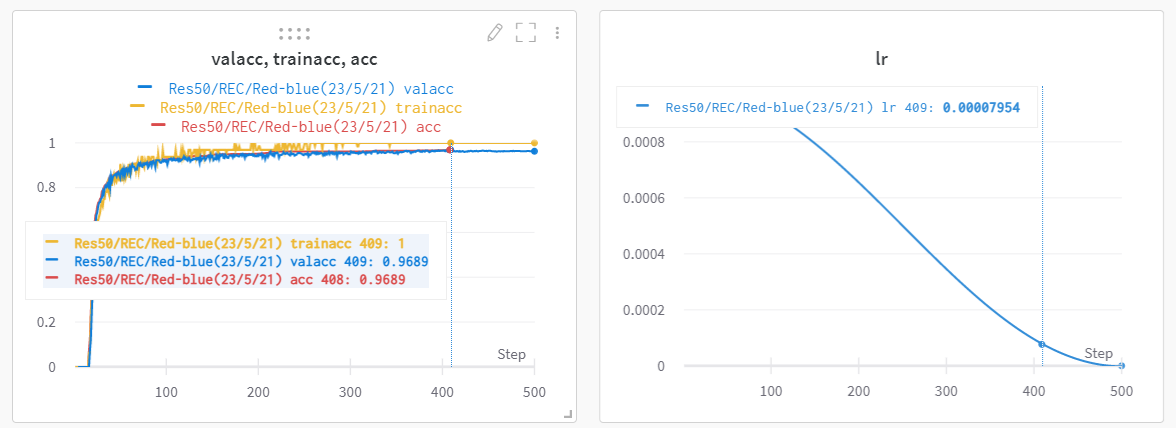 valacc, trainacc, acc
Res50/REC/Red-blue(23/5/21) valacc
Res50/REC/Red-blue(23/5/21) trainacc
Res50/REC/Red-blue(23/5/21) acc
1
0.8
Res50/REC/Red-blue(23/5/21) trainacc 409: 1
Res50/REC/Red-blue(23/5/21) valacc 409: 0.9689
Res50/REC/Red-blue(23/5/21) acc 408: 0.9689
0.2
Step
0
100 200 300 400 500
lr
Res50/REC/Red-blue(23/5/21) lr 409: 0.00007954
0.0008
0.0006
0.0004
0.0002
Step
0
100 200 300 400 500